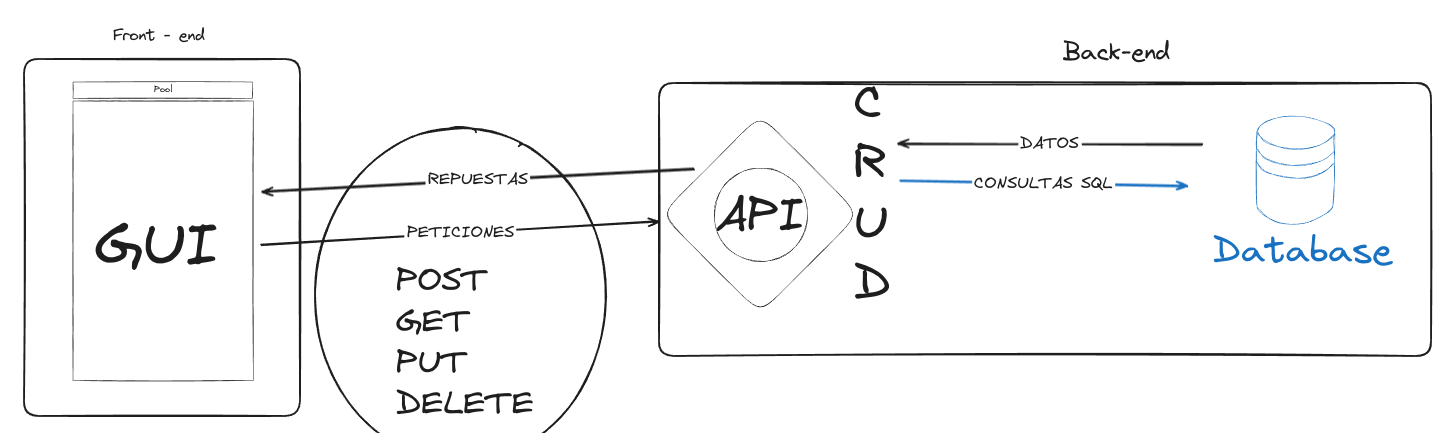 Front - end
Pool
GUI
REPUESTAS
PETICIONES
POST
GET
PUT
DELETE
Back-end
API
C
R
U
D
DATOS
CONSULTAS SQL
Database